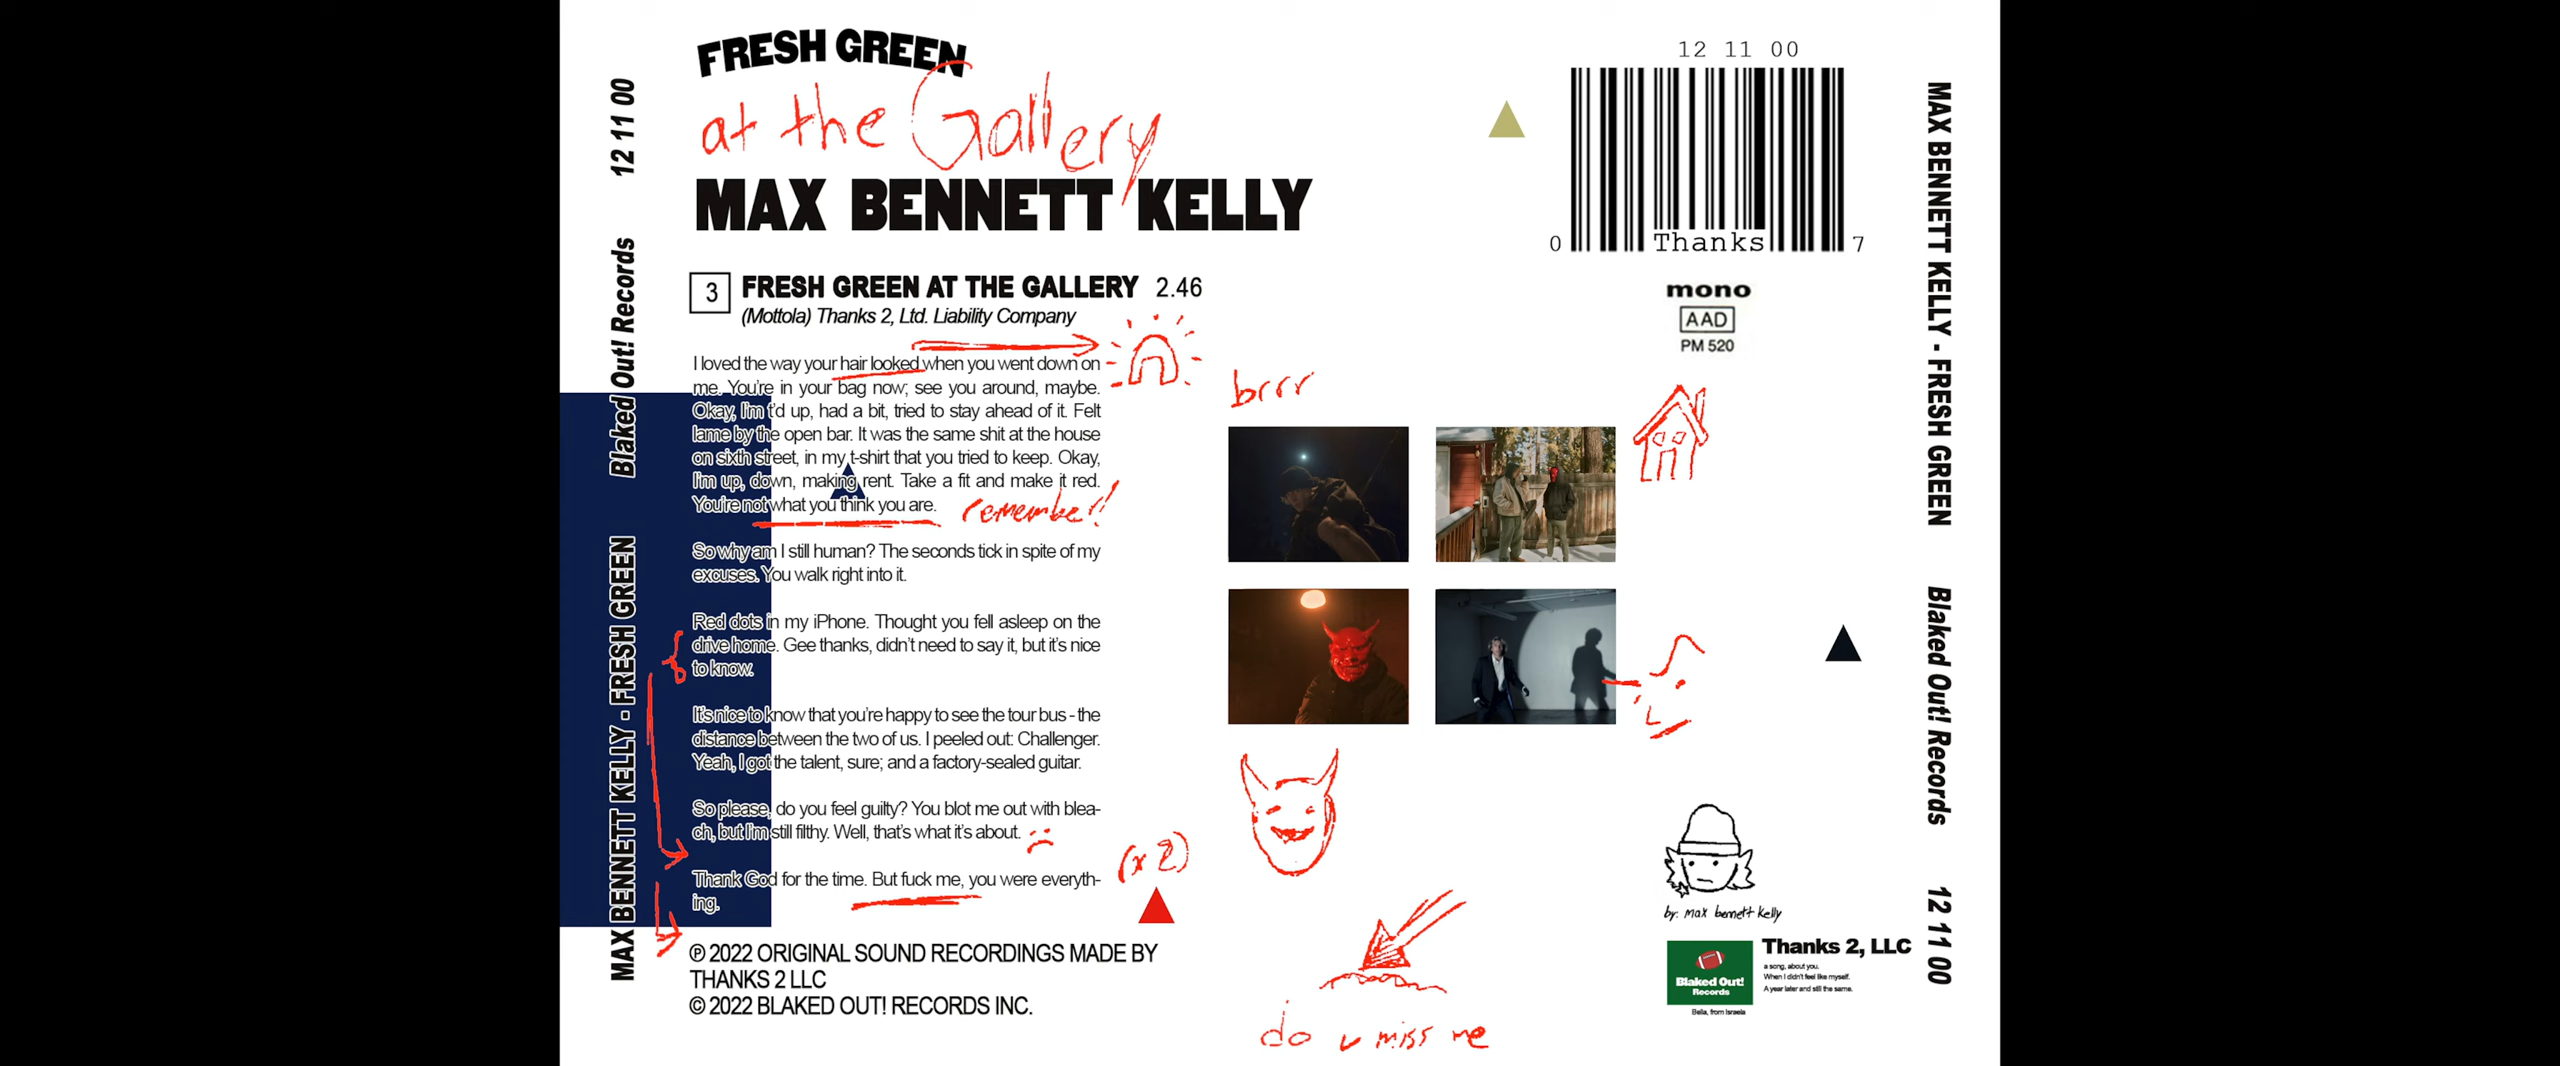 FRESH GREEN
at the Gallery
MAX BENNETT KELLY
3 FRESH GREEN AT THE GALLERY 2.46
(Mottola) Thanks 2, Ltd. Liability Company
I loved the way your hair looked when you went down on
me. You're in your bag now; see you around, maybe.
Okay, I'm t'd up, had a bit, tried to stay ahead of it. Felt
lame by the open bar. It was the same shit at the house
on sixth street, in my t-shirt that you tried to keep. Okay,
I'm up, down, making rent. Take a fit and make it red.
You're not what you think you are.
remember!
So why am I still human? The seconds tick in spite of my
excuses. You walk right into it.
Red dots in my iPhone. Thought you fell asleep on the
drive home. Gee thanks, didn't need to say it, but it's nice
to know.
It's nice to know that you're happy to see the tour bus - the
distance between the two of us. I peeled out: Challenger.
Yeah, I got the talent, sure; and a factory-sealed guitar.
So please, do you feel guilty? You blot me out with blea-
ch, but I'm still filthy. Well, that's what it's about.
Thank God for the time. But fuck me, you were everyth-
ing.
(x2)
℗ 2022 ORIGINAL SOUND RECORDINGS MADE BY
THANKS 2 LLC
© 2022 BLAKED OUT! RECORDS INC.
12 11 00
0 Thanks 7
mono
AAD
PM 520
brrr
do u miss me
by: max bennett kelly
Blaked Out!
Records
Thanks 2, LLC
a song, about you.
When I didn't feel like myself.
A year later and still the same.
Bella, from Israela
MAX BENNETT KELLY - FRESH GREEN Blaked Out! Records 12 11 00
MAX BENNETT KELLY - FRESH GREEN Blaked Out! Records 12 11 00